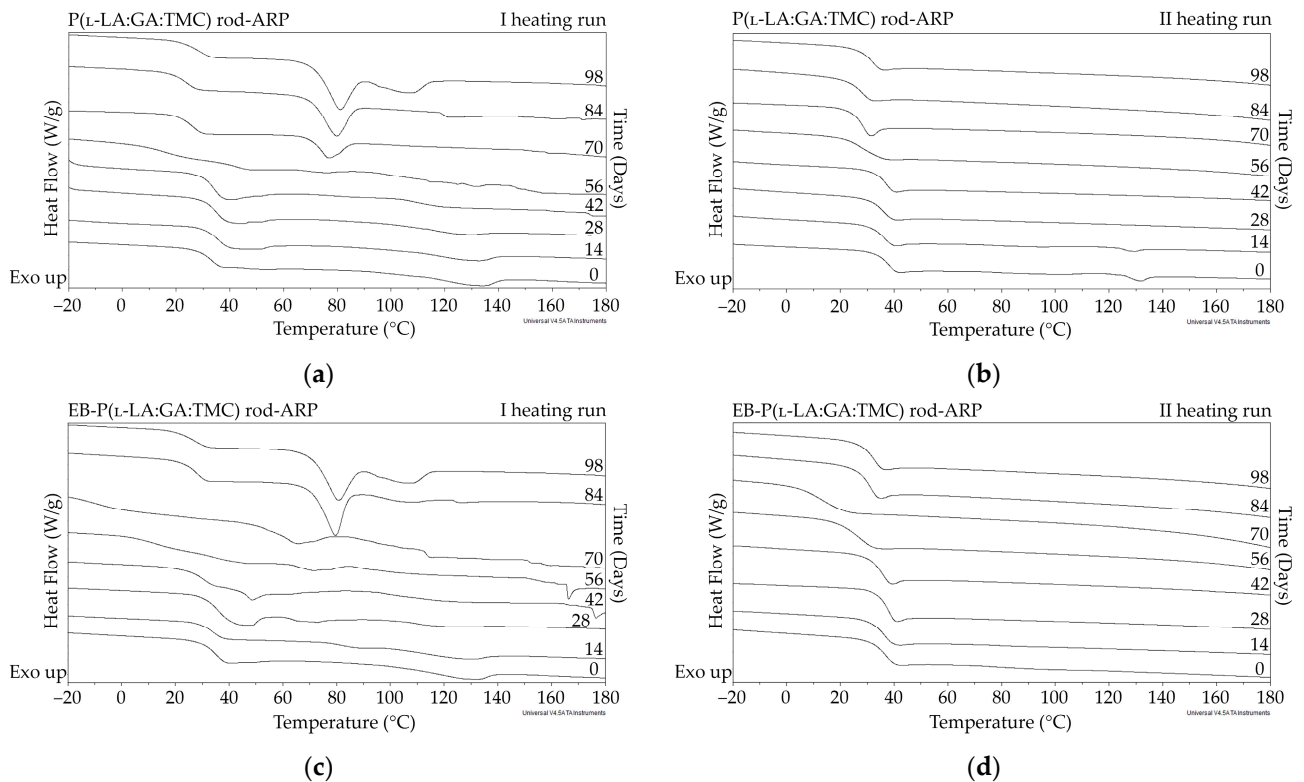 P(L-LA:GA:TMC) rod-ARP I heating run
Heat Flow (W/g)
Time (Days)
98
84
70
56
42
28
14
0
Exo up
−20 0 20 40 60 80 100 120 140 160 180
Temperature (°C)
Universal V4.5A TA Instruments
(a)
P(L-LA:GA:TMC) rod-ARP II heating run
Heat Flow (W/g)
Time (Days)
98
84
70
56
42
28
14
0
Exo up
−20 0 20 40 60 80 100 120 140 160 180
Temperature (°C)
Universal V4.5A TA Instruments
(b)
EB-P(L-LA:GA:TMC) rod-ARP I heating run
Heat Flow (W/g)
Time (Days)
98
84
70
56
42
28
14
0
Exo up
−20 0 20 40 60 80 100 120 140 160 180
Temperature (°C)
Universal V4.5A TA Instruments
(c)
EB-P(L-LA:GA:TMC) rod-ARP II heating run
Heat Flow (W/g)
Time (Days)
98
84
70
56
42
28
14
0
Exo up
−20 0 20 40 60 80 100 120 140 160 180
Temperature (°C)
Universal V4.5A TA Instruments
(d)